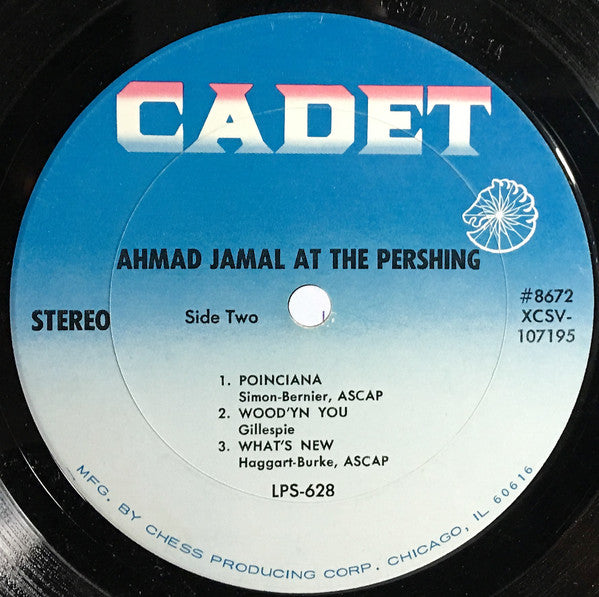 CADET
AHMAD JAMAL AT THE PERSHING
STEREO
Side Two
#8672
XCSV-
107195
1. POINCIANA
Simon-Bernier, ASCAP
2. WOOD'YN YOU
Gillespie
3. WHAT'S NEW
Haggart-Burke, ASCAP
LPS-628
MFG. BY CHESS PRODUCING CORP. CHICAGO, IL 60616